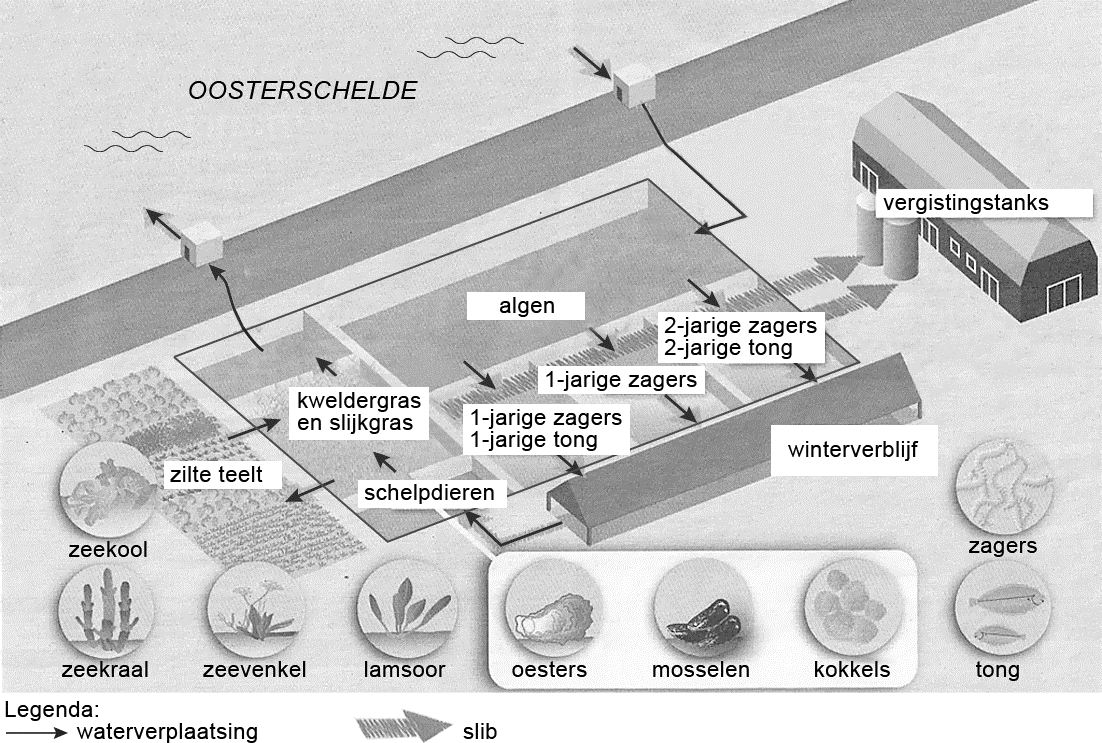 OOSTERSCHELDE
vergistingstanks
algen
2-jarige zagers
2-jarige tong
1-jarige zagers
kweldergras
en slijkgras
1-jarige zagers
1-jarige tong
winterverblijf
zilte teelt
schelpdieren
zeekool
zagers
zeekraal
zeevenkel
lamsoor
oesters
mosselen
kokkels
tong
Legenda:
waterverplaatsing
slib